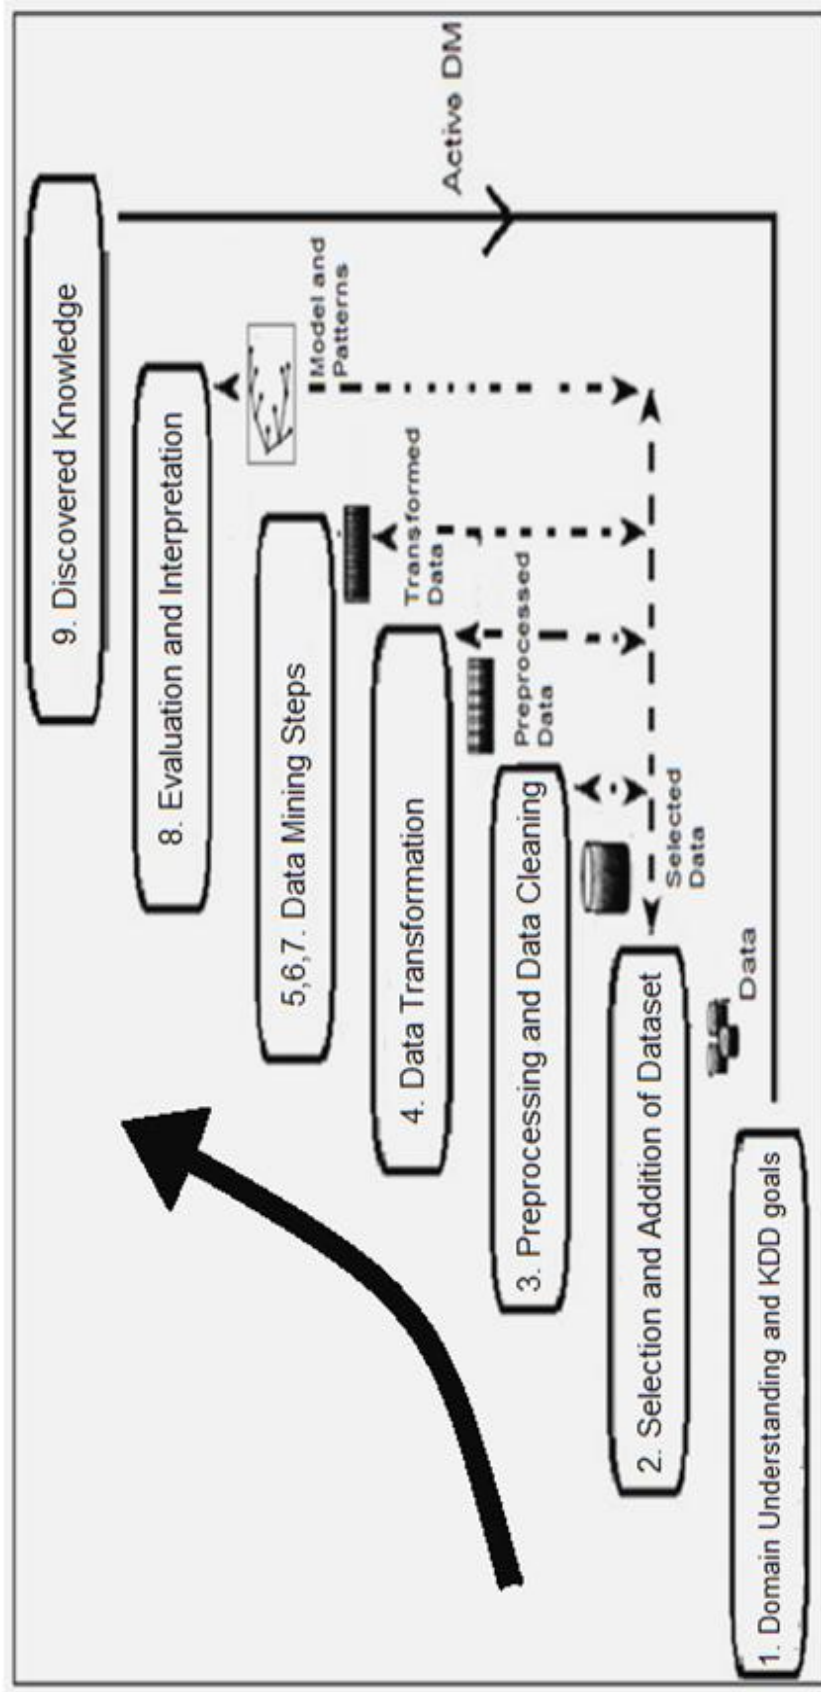 9. Discovered Knowledge
8. Evaluation and Interpretation
5,6,7. Data Mining Steps
4. Data Transformation
3. Preprocessing and Data Cleaning
2. Selection and Addition of Dataset
1. Domain Understanding and KDD goals
Active DM
Model and
Patterns
Transformed
Data
Preprocessed
Data
Selected
Data
Data